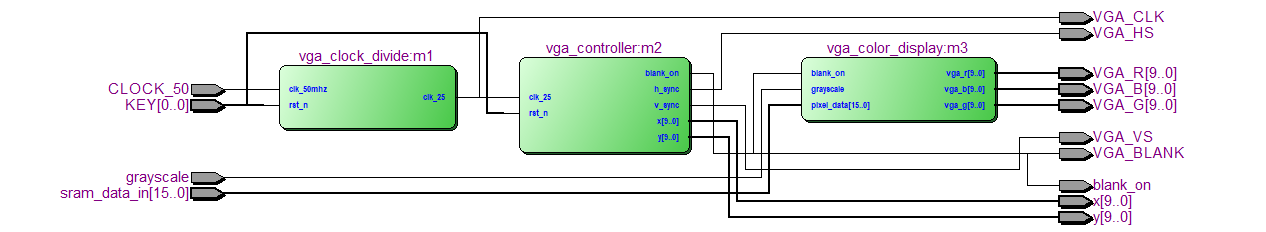 VGA_CLK
VGA_HS
vga_clock_divide:m1
vga_controller:m2
vga_color_display:m3
CLOCK_50
KEY[0..0]
clk_50mhz
rst_n
clk_25
clk_25
rst_n
blank_on
h_sync
v_sync
x[9..0]
y[9..0]
blank_on
grayscale
pixel_data[15..0]
vga_r[9..0]
vga_b[9..0]
vga_g[9..0]
VGA_R[9..0]
VGA_B[9..0]
VGA_G[9..0]
VGA_VS
VGA_BLANK
grayscale
sram_data_in[15..0]
blank_on
x[9..0]
y[9..0]